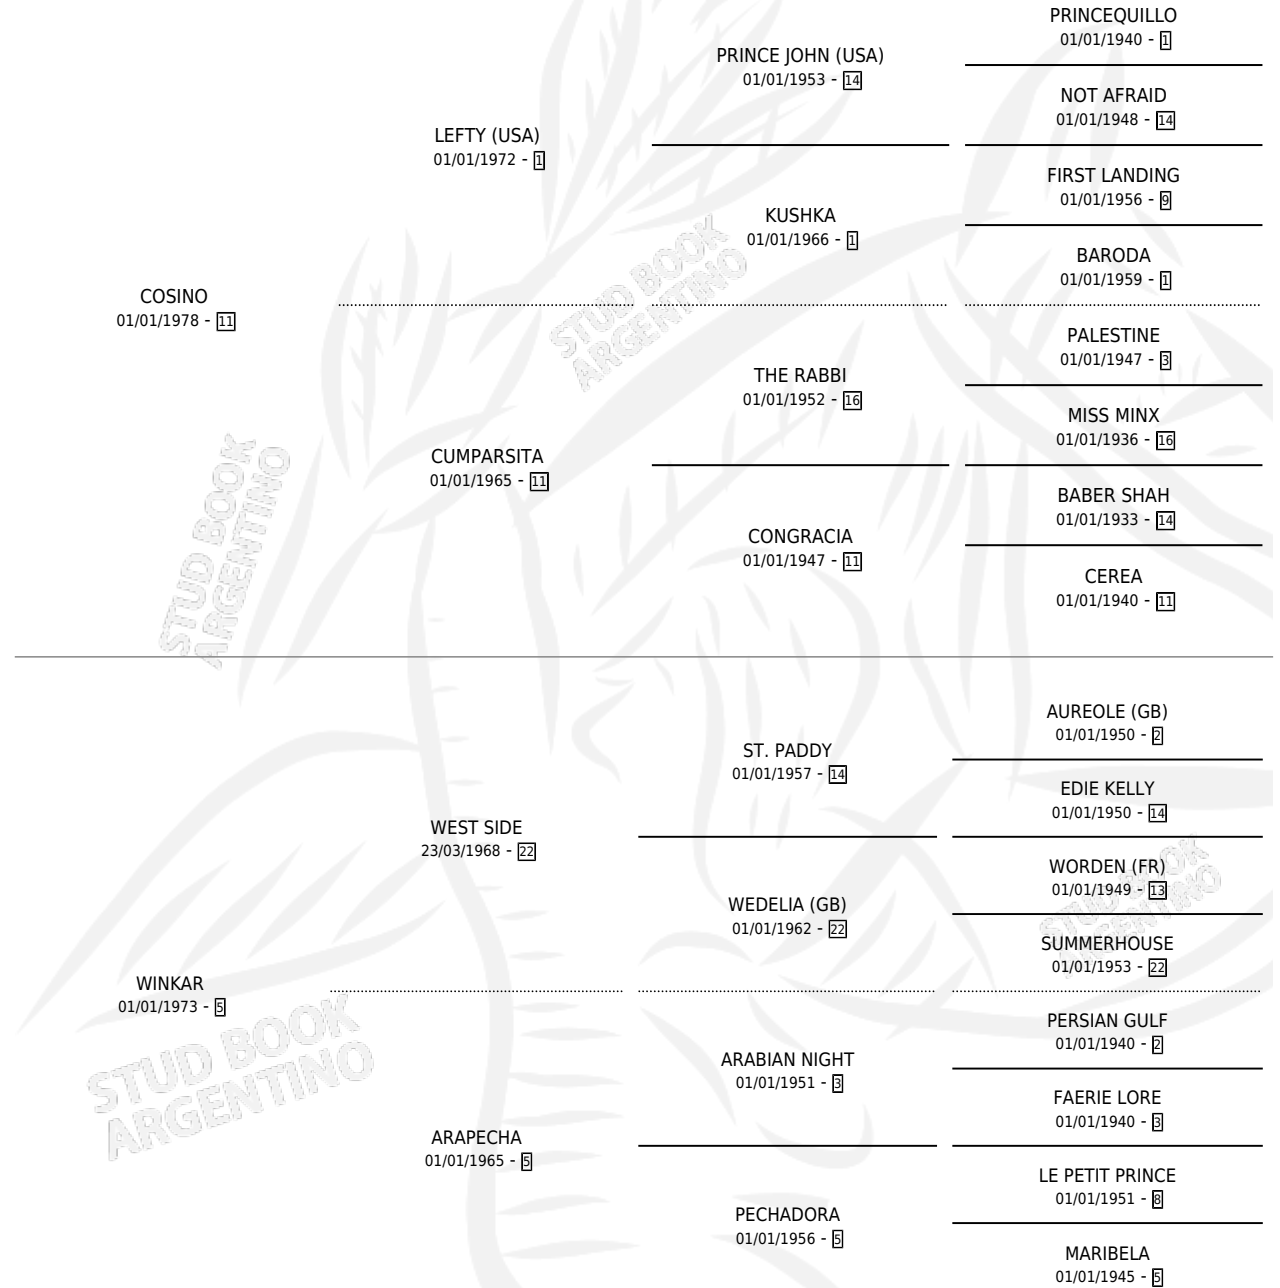 PRINCEQUILLO
01/01/1940 - 1
PRINCE JOHN (USA)
01/01/1953 - 14
NOT AFRAID
01/01/1948 - 14
LEFTY (USA)
01/01/1972 - 1
FIRST LANDING
01/01/1956 - 9
KUSHKA
01/01/1966 - 1
BARODA
01/01/1959 - 1
COSINO
01/01/1978 - 11
PALESTINE
01/01/1947 - 3
THE RABBI
01/01/1952 - 16
MISS MINX
01/01/1936 - 16
CUMPARSITA
01/01/1965 - 11
BABER SHAH
01/01/1933 - 14
CONGRACIA
01/01/1947 - 11
CEREA
01/01/1940 - 11
STUD BOOK
ARGENTINO
STUD BOOK
ARGENTINO
AUREOLE (GB)
01/01/1950 - 2
ST. PADDY
01/01/1957 - 14
EDIE KELLY
01/01/1950 - 14
WEST SIDE
23/03/1968 - 22
WORDEN (FR)
01/01/1949 - 13
WEDELIA (GB)
01/01/1962 - 22
SUMMERHOUSE
01/01/1953 - 22
STUD BOOK
ARGENTINO
WINKAR
01/01/1973 - 5
PERSIAN GULF
01/01/1940 - 2
ARABIAN NIGHT
01/01/1951 - 3
FAERIE LORE
01/01/1940 - 3
ARAPECHA
01/01/1965 - 5
LE PETIT PRINCE
01/01/1951 - 8
PECHADORA
01/01/1956 - 5
MARIBELA
01/01/1945 - 5
STUD BOOK
ARGENTINO